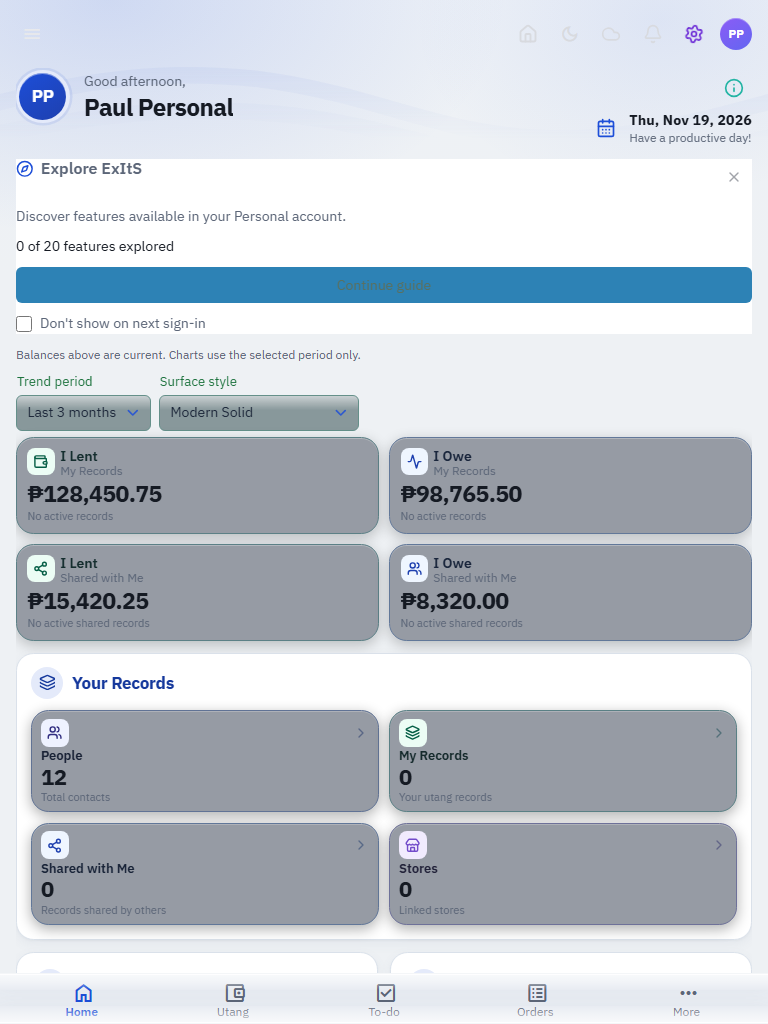 PP
PP
Good afternoon,
Paul Personal
Thu, Nov 19, 2026
Have a productive day!
Explore ExItS
Discover features available in your Personal account.
0 of 20 features explored
Continue guide
Don't show on next sign-in
Balances above are current. Charts use the selected period only.
Trend period
Surface style
Last 3 months
Modern Solid
I Lent
My Records
₱128,450.75
No active records
I Owe
My Records
₱98,765.50
No active records
I Lent
Shared with Me
₱15,420.25
No active shared records
I Owe
Shared with Me
₱8,320.00
No active shared records
Your Records
People
12
Total contacts
My Records
0
Your utang records
Shared with Me
0
Records shared by others
Stores
0
Linked stores
Home
Utang
To-do
Orders
More